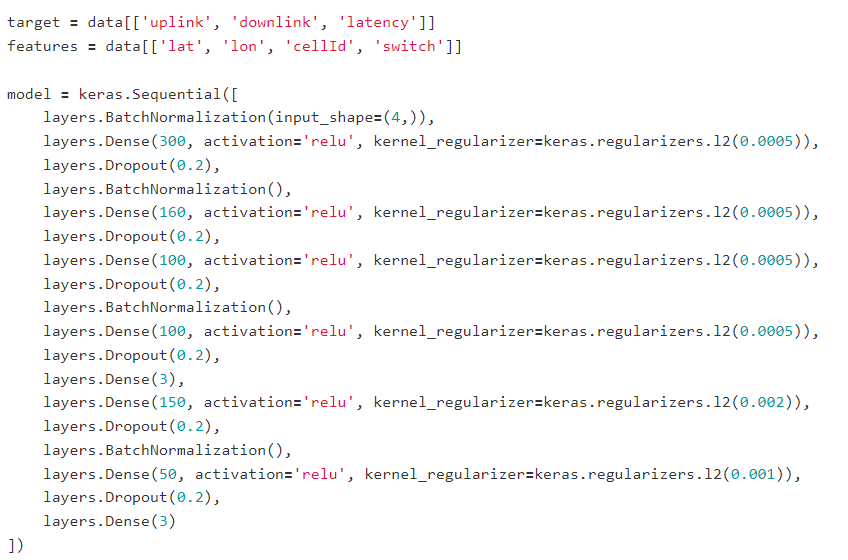 target = data[['uplink', 'downlink', 'latency']]
features = data[['lat', 'lon', 'cellId', 'switch']]

model = keras.Sequential([
    layers.BatchNormalization(input_shape=(4,)),
    layers.Dense(300, activation='relu', kernel_regularizer=keras.regularizers.l2(0.0005)),
    layers.Dropout(0.2),
    layers.BatchNormalization(),
    layers.Dense(160, activation='relu', kernel_regularizer=keras.regularizers.l2(0.0005)),
    layers.Dropout(0.2),
    layers.Dense(100, activation='relu', kernel_regularizer=keras.regularizers.l2(0.0005)),
    layers.Dropout(0.2),
    layers.BatchNormalization(),
    layers.Dense(100, activation='relu', kernel_regularizer=keras.regularizers.l2(0.0005)),
    layers.Dropout(0.2),
    layers.Dense(3),
    layers.Dense(150, activation='relu', kernel_regularizer=keras.regularizers.l2(0.002)),
    layers.Dropout(0.2),
    layers.BatchNormalization(),
    layers.Dense(50, activation='relu', kernel_regularizer=keras.regularizers.l2(0.001)),
    layers.Dropout(0.2),
    layers.Dense(3)
])